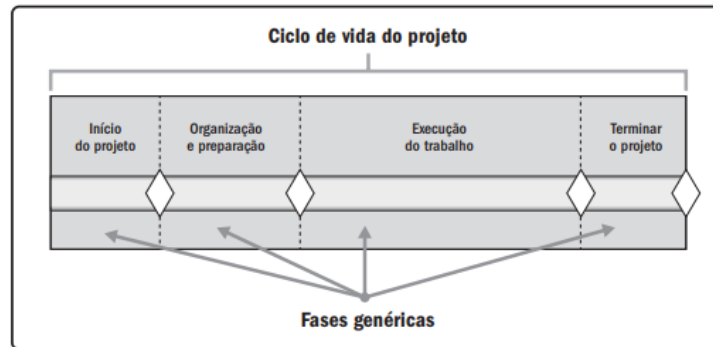 Ciclo de vida do projeto
Início
do projeto
Organização
e preparação
Execução
do trabalho
Terminar
o projeto
Fases genéricas